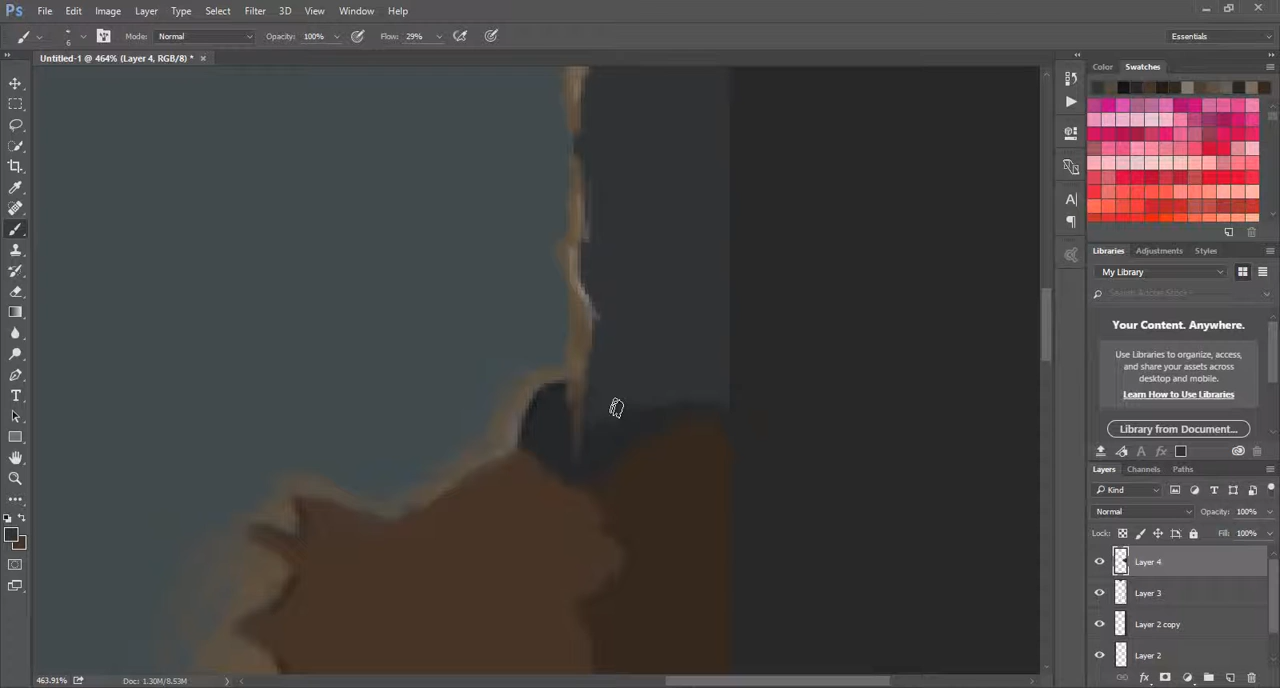 Ps File Edit Image Layer Type Select Filter 3D View Window Help
6 Mode: Normal Opacity: 100% Flow: 29% Essentials
Untitled-1 @ 464% (Layer 4, RGB/8) * ×
Color Swatches
Libraries Adjustments Styles
My Library
Search Adobe Stock
Your Content. Anywhere.
Use Libraries to organize, access,
and share your assets across
desktop and mobile.
Learn How to Use Libraries
Library from Document...
Layers Channels Paths
Kind
Normal Opacity: 100%
Lock: Fill: 100%
Layer 4
Layer 3
Layer 2 copy
Layer 2
463.91% Doc: 1.30M/8.53M